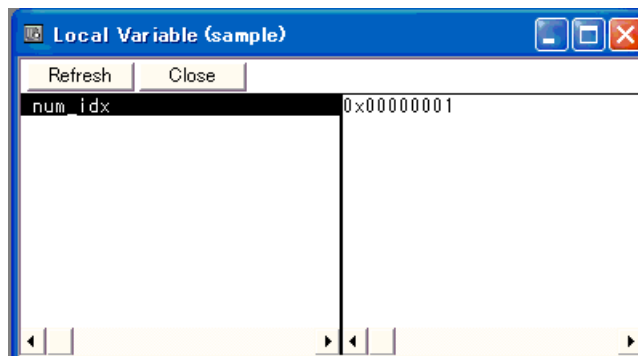 Local Variable (sample)
Refresh Close
num_idx 0x00000001